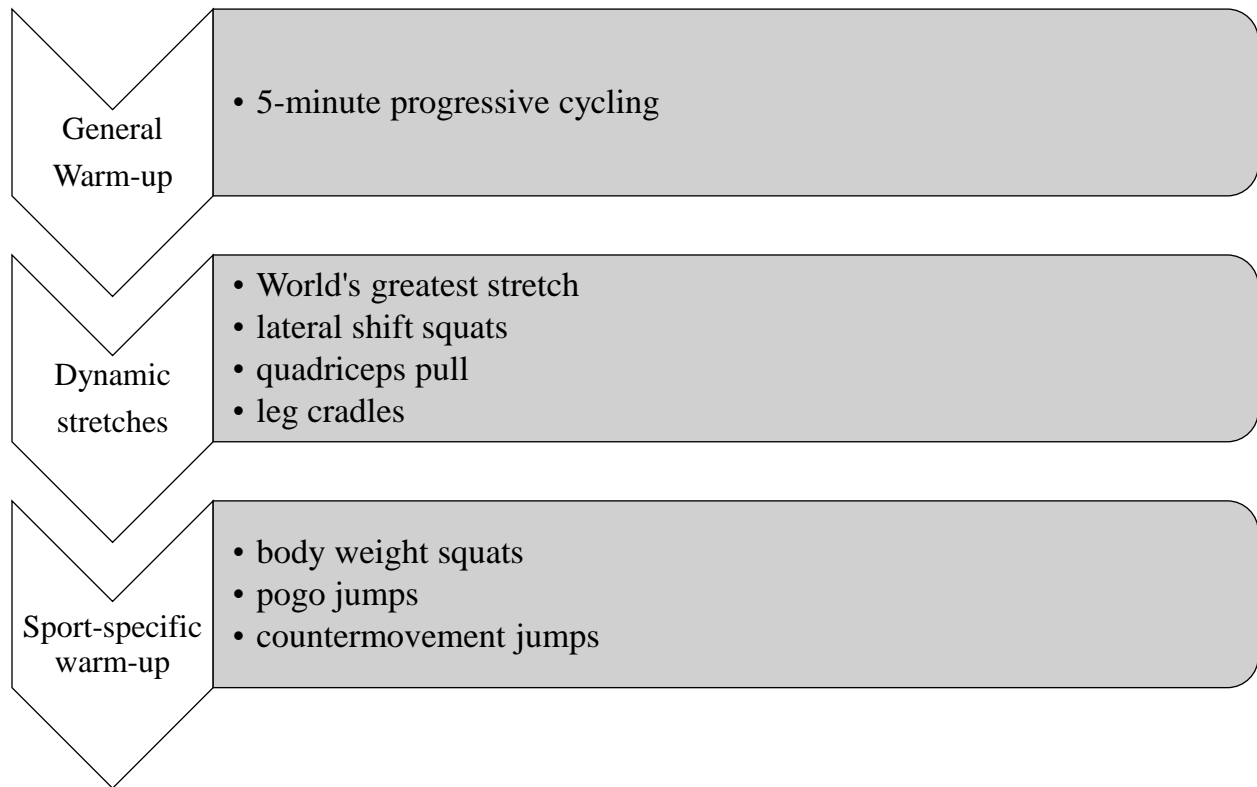 General
Warm-up
• 5-minute progressive cycling
Dynamic
stretches
• World's greatest stretch
• lateral shift squats
• quadriceps pull
• leg cradles
Sport-specific
warm-up
• body weight squats
• pogo jumps
• countermovement jumps